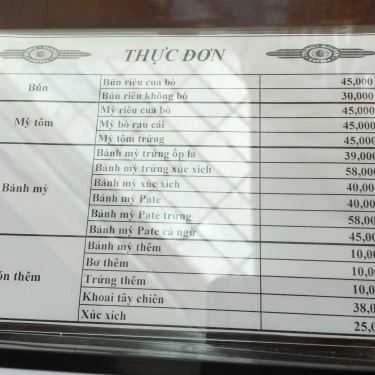 THỰC ĐƠN
Bún
Bún riêu cua bò 45,000
Bún riêu không bò 30,000
Mỳ tôm
Mỳ riêu cua bò 45,000
Mỳ bò rau cải 45,000
Mỳ tôm trứng 45,000
Bánh mỳ
Bánh mỳ trứng ốp la 39,000
Bánh mỳ trứng xúc xích 58,000
Bánh mỳ xúc xích 40,000
Bánh mỳ Pate 40,000
Bánh mỳ Pate trứng 58,000
Bánh mỳ Pate cá ngừ 45,00
ón thêm
Bánh mỳ thêm 10,00
Bơ thêm 10,00
Trứng thêm 10,0
Khoai tây chiên 38,0
Xúc xích 25,0